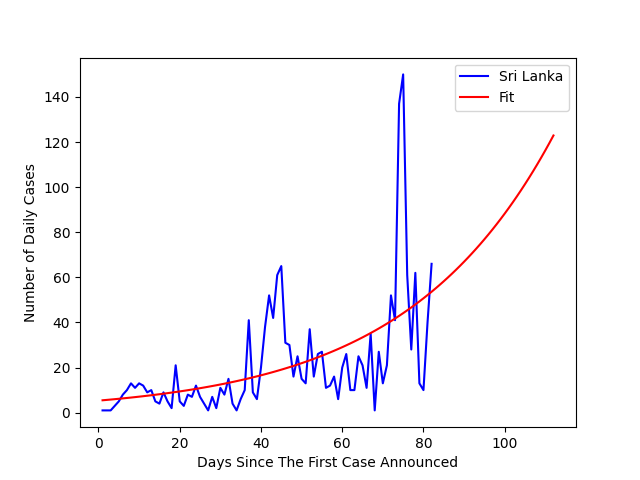 Sri Lanka
Fit
Number of Daily Cases
140
120
100
80
60
40
20
0
0 20 40 60 80 100
Days Since The First Case Announced